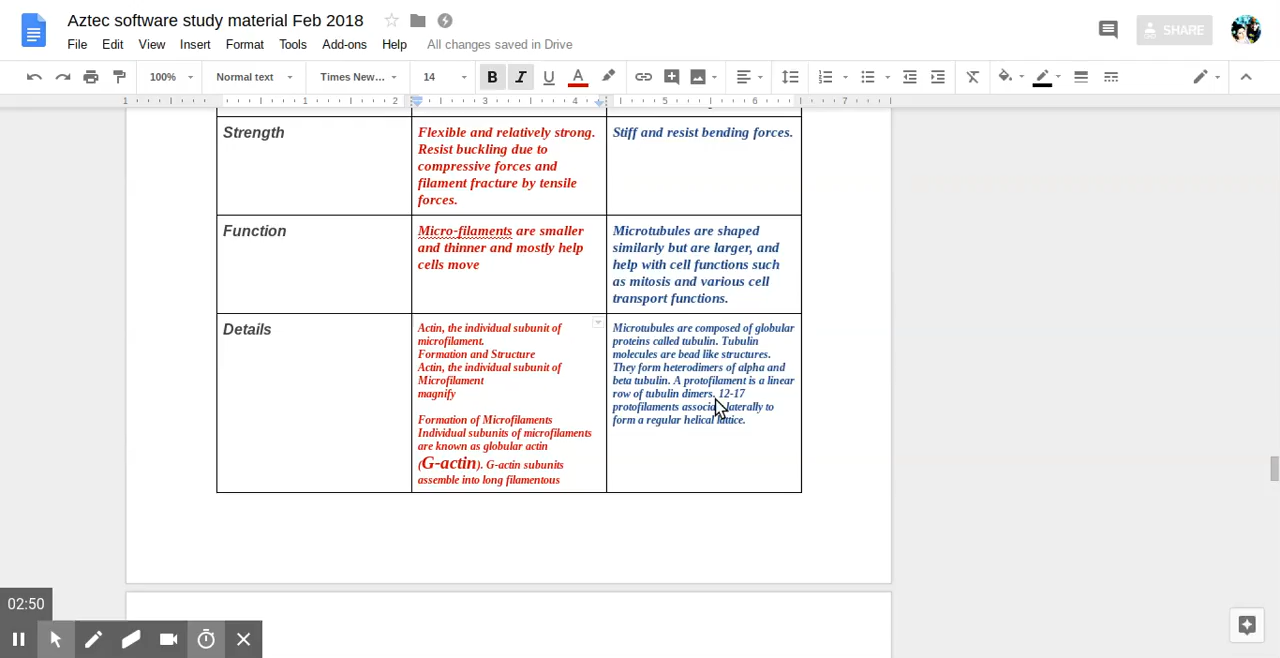 Aztec software study material Feb 2018
File Edit View Insert Format Tools Add-ons Help All changes saved in Drive
SHARE
100% Normal text Times New... 14 B I U A
1 1 2 3 4 5 6 7
Strength
Flexible and relatively strong.
Resist buckling due to
compressive forces and
filament fracture by tensile
forces.
Stiff and resist bending forces.
Function
Micro-filaments are smaller
and thinner and mostly help
cells move
Microtubules are shaped
similarly but are larger, and
help with cell functions such
as mitosis and various cell
transport functions.
Details
Actin, the individual subunit of
microfilament.
Formation and Structure
Actin, the individual subunit of
Microfilament
magnify
Formation of Microfilaments
Individual subunits of microfilaments
are known as globular actin
(G-actin). G-actin subunits
assemble into long filamentous
Microtubules are composed of globular
proteins called tubulin. Tubulin
molecules are bead like structures.
They form heterodimers of alpha and
beta tubulin. A protofilament is a linear
row of tubulin dimers. 12-17
protofilaments laterally to
form a regular helical lattice.
02:50